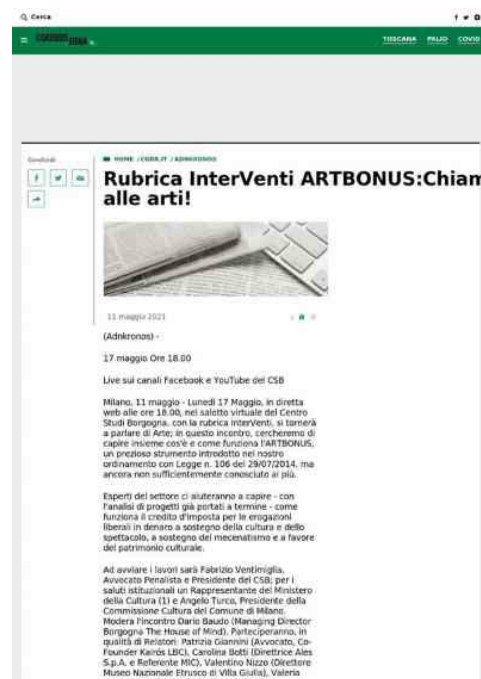 Cerca
TOSCANA PALIO COVID
Condividi
HOME / CORR.IT / ADNKRONOS
Rubrica InterVenti ARTBONUS:Chiam
alle arti!
11 maggio 2021
(Adnkronos) -
17 maggio Ore 18.00
Live sui canali Facebook e YouTube del CSB
Milano, 11 maggio - Lunedì 17 Maggio, in diretta
web alle ore 18.00, nel salotto virtuale del Centro
Studi Borgogna, con la rubrica InterVenti, si tornerà
a parlare di Arte; in questo incontro, cercheremo di
capire insieme cos'è e come funziona l'ARTBONUS,
un prezioso strumento introdotto nel nostro
ordinamento con Legge n. 106 del 29/07/2014, ma
ancora non sufficientemente conosciuto ai più.
Esperti del settore ci aiuteranno a capire - con
l'analisi di progetti già portati a termine - come
funziona il credito d'imposta per le erogazioni
liberali in denaro a sostegno della cultura e dello
spettacolo, a sostegno del mecenatismo e a favore
del patrimonio culturale.
Ad avviare i lavori sarà Fabrizio Ventimiglia,
Avvocato Penalista e Presidente del CSB; per i
saluti istituzionali un Rappresentante del Ministero
della Cultura (1) e Angelo Turco, Presidente della
Commissione Cultura del Comune di Milano.
Modera l'incontro Dario Baudo (Managing Director
Borgogna The House of Mind). Parteciperanno, in
qualità di Relatori: Patrizia Giannini (Avvocato, Co-
Founder Kairós LBC), Carolina Botti (Direttrice Ales
S.p.A. e Referente MIC), Valentino Nizzo (Direttore
Museo Nazionale Etrusco di Villa Giulia), Valeria